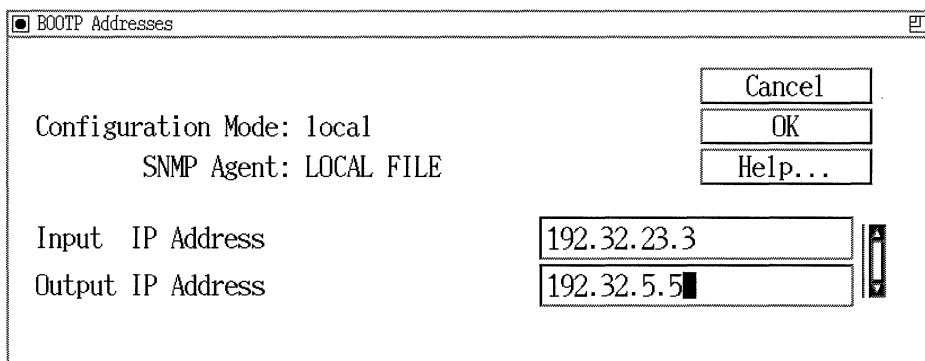 BOOTP Addresses
Cancel
Configuration Mode: local
OK
SNMP Agent: LOCAL FILE
Help...
Input IP Address
192.32.23.3
Output IP Address
192.32.5.5